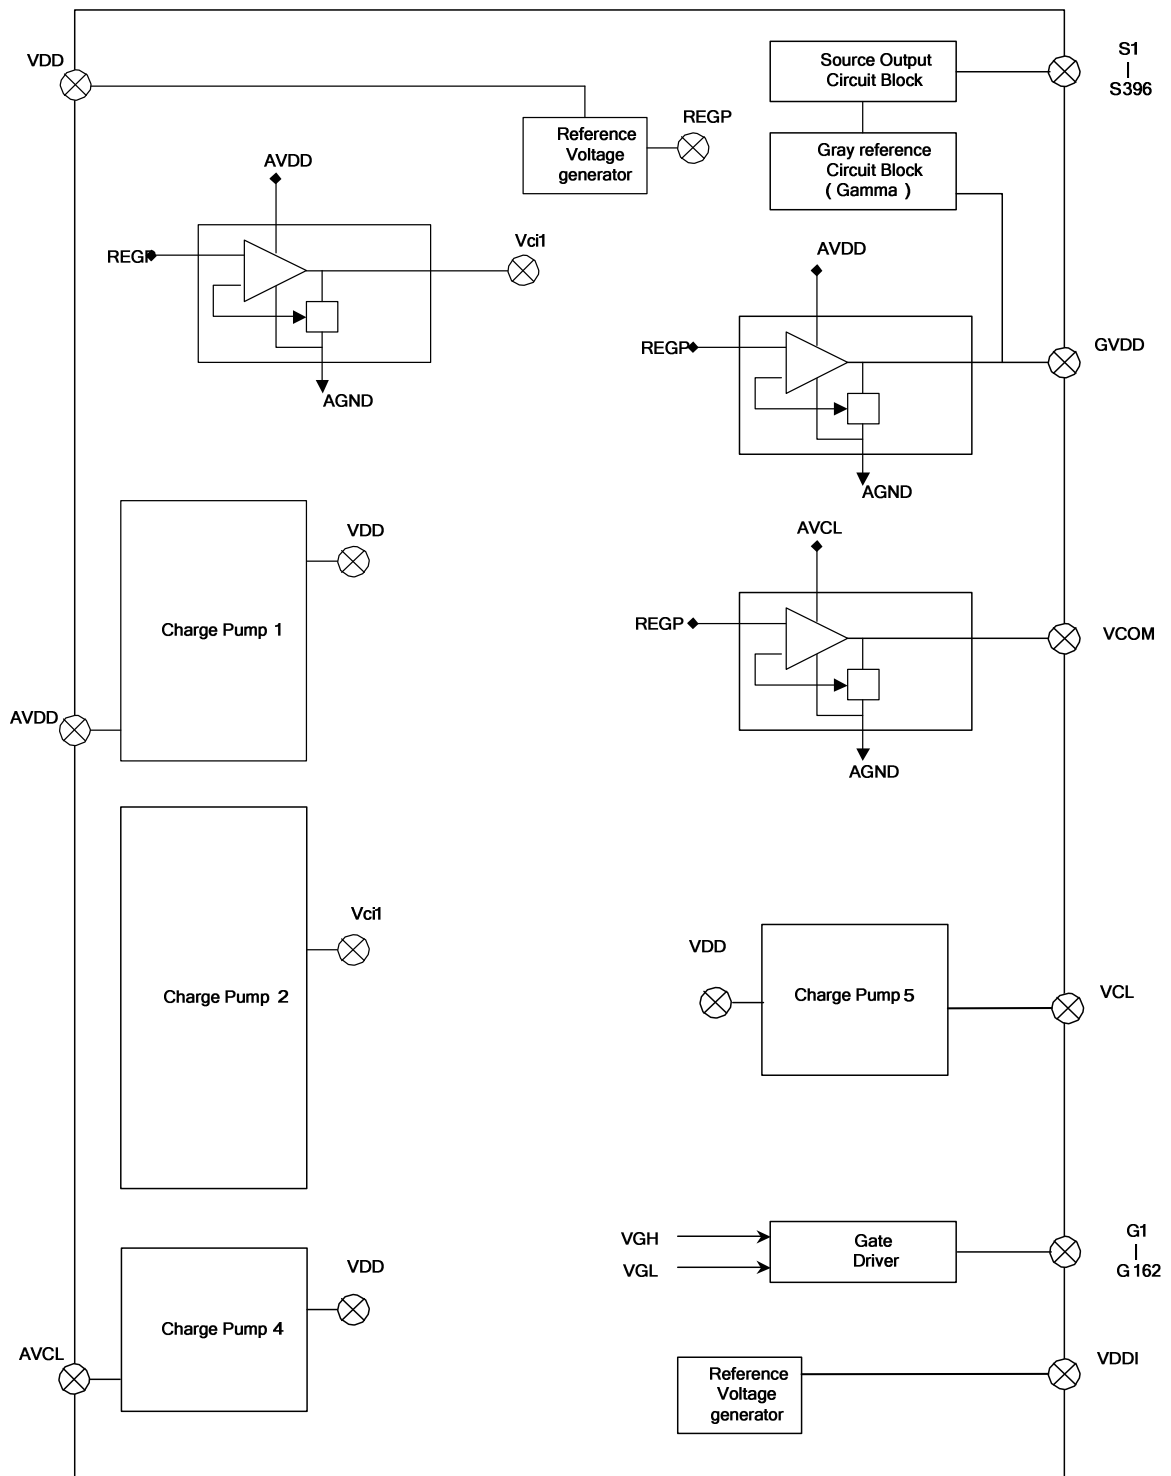 VDD
Source Output
Circuit Block
S1
S396
REGP
Reference
Voltage
generator
Gray reference
Circuit Block
( Gamma )
AVDD
REGP
Vci1
AGND
AVDD
REGP
GVDD
AGND
VDD
Charge Pump 1
AVDD
AVCL
REGP
VCOM
AGND
Vci1
Charge Pump 2
VDD
Charge Pump 5
VCL
VGH
VGL
Gate
Driver
G1
G 162
VDD
Charge Pump 4
AVCL
Reference
Voltage
generator
VDDI